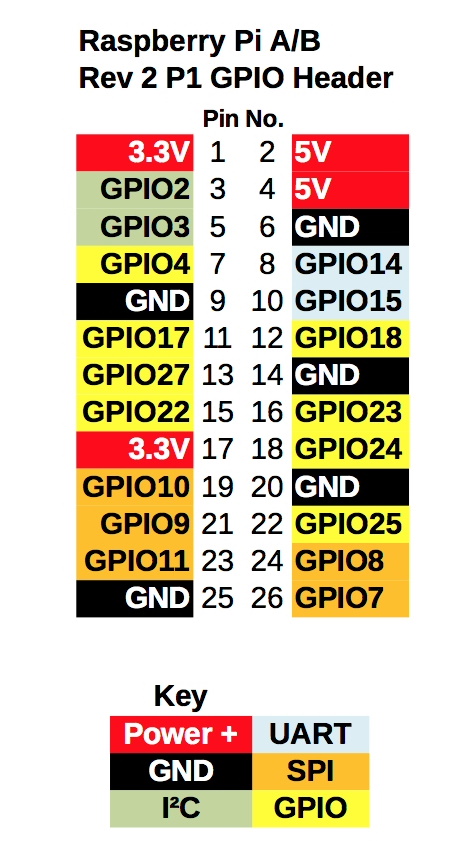 Raspberry Pi A/B
Rev 2 P1 GPIO Header
Pin No.
3.3V 1 2 5V
GPIO2 3 4 5V
GPIO3 5 6 GND
GPIO4 7 8 GPIO14
GND 9 10 GPIO15
GPIO17 11 12 GPIO18
GPIO27 13 14 GND
GPIO22 15 16 GPIO23
3.3V 17 18 GPIO24
GPIO10 19 20 GND
GPIO9 21 22 GPIO25
GPIO11 23 24 GPIO8
GND 25 26 GPIO7
Key
Power + UART
GND SPI
I²C GPIO